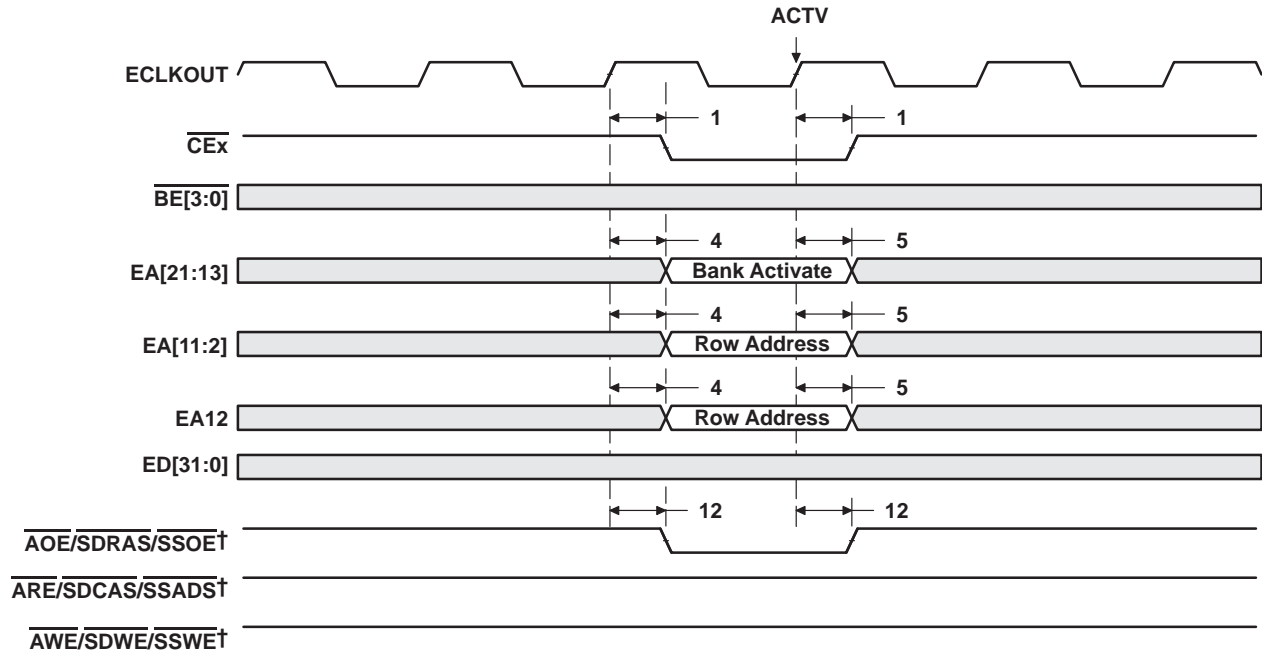 ACTV
ECLKOUT
1 1
CEx
BE[3:0]
4 5
EA[21:13] Bank Activate
4 5
EA[11:2] Row Address
4 5
EA12 Row Address
ED[31:0]
12 12
AOE/SDRAS/SSOE†
ARE/SDCAS/SSADS†
AWE/SDWE/SSWE†